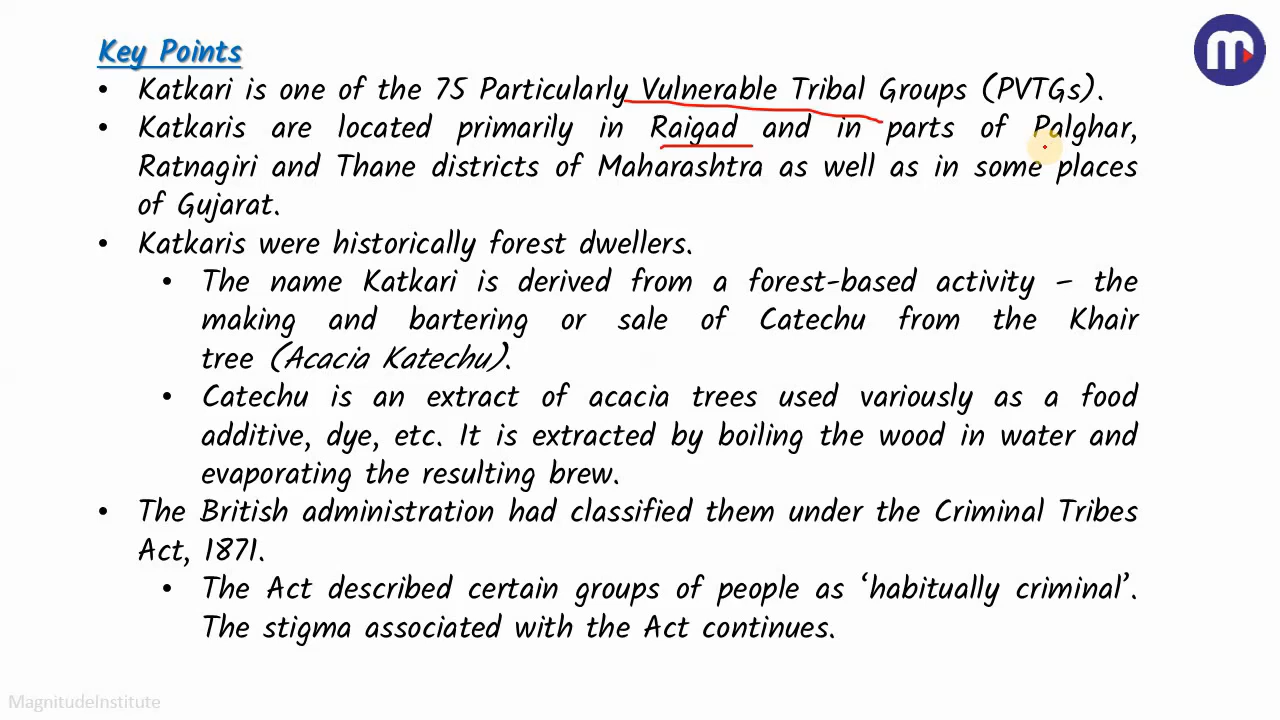 Key Points
• Katkari is one of the 75 Particularly Vulnerable Tribal Groups (PVTGs).
• Katkaris are located primarily in Raigad and in parts of Palghar,
Ratnagiri and Thane districts of Maharashtra as well as in some places
of Gujarat.
• Katkaris were historically forest dwellers.
• The name Katkari is derived from a forest-based activity – the
making and bartering or sale of Catechu from the Khair
tree (Acacia Katechu).
• Catechu is an extract of acacia trees used variously as a food
additive, dye, etc. It is extracted by boiling the wood in water and
evaporating the resulting brew.
• The British administration had classified them under the Criminal Tribes
Act, 1871.
• The Act described certain groups of people as ‘habitually criminal’.
The stigma associated with the Act continues.
MagnitudeInstitute